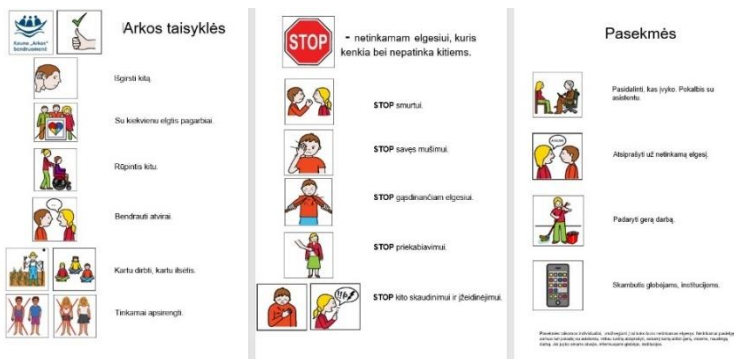 Kauno „Arkos“
bendruomenė
Arkos taisyklės
Išgirsti kitą.
Su kiekvienu elgtis pagarbiai
Rūpintis kitu.
Bendrauti atvirai.
Kartu dirbti, kartu ilsėtis.
Tinkamai apsirengti.
STOP
- netinkamam elgesiui, kuris
kenkia bei nepatinka kitiems.
STOP smurtui.
STOP savęs mušimui.
STOP gąsdinančiam elgesiui.
STOP priekabiavimui.
STOP kito skaudinimui ir įžeidinėjimui.
Pasekmės
Pasidalinti, kas įvyko. Pokalbis su
asistentu.
Atsiprašyti už netinkamą elgesį.
Padaryti gerą darbą.
Skambutis globėjams, institucijoms.